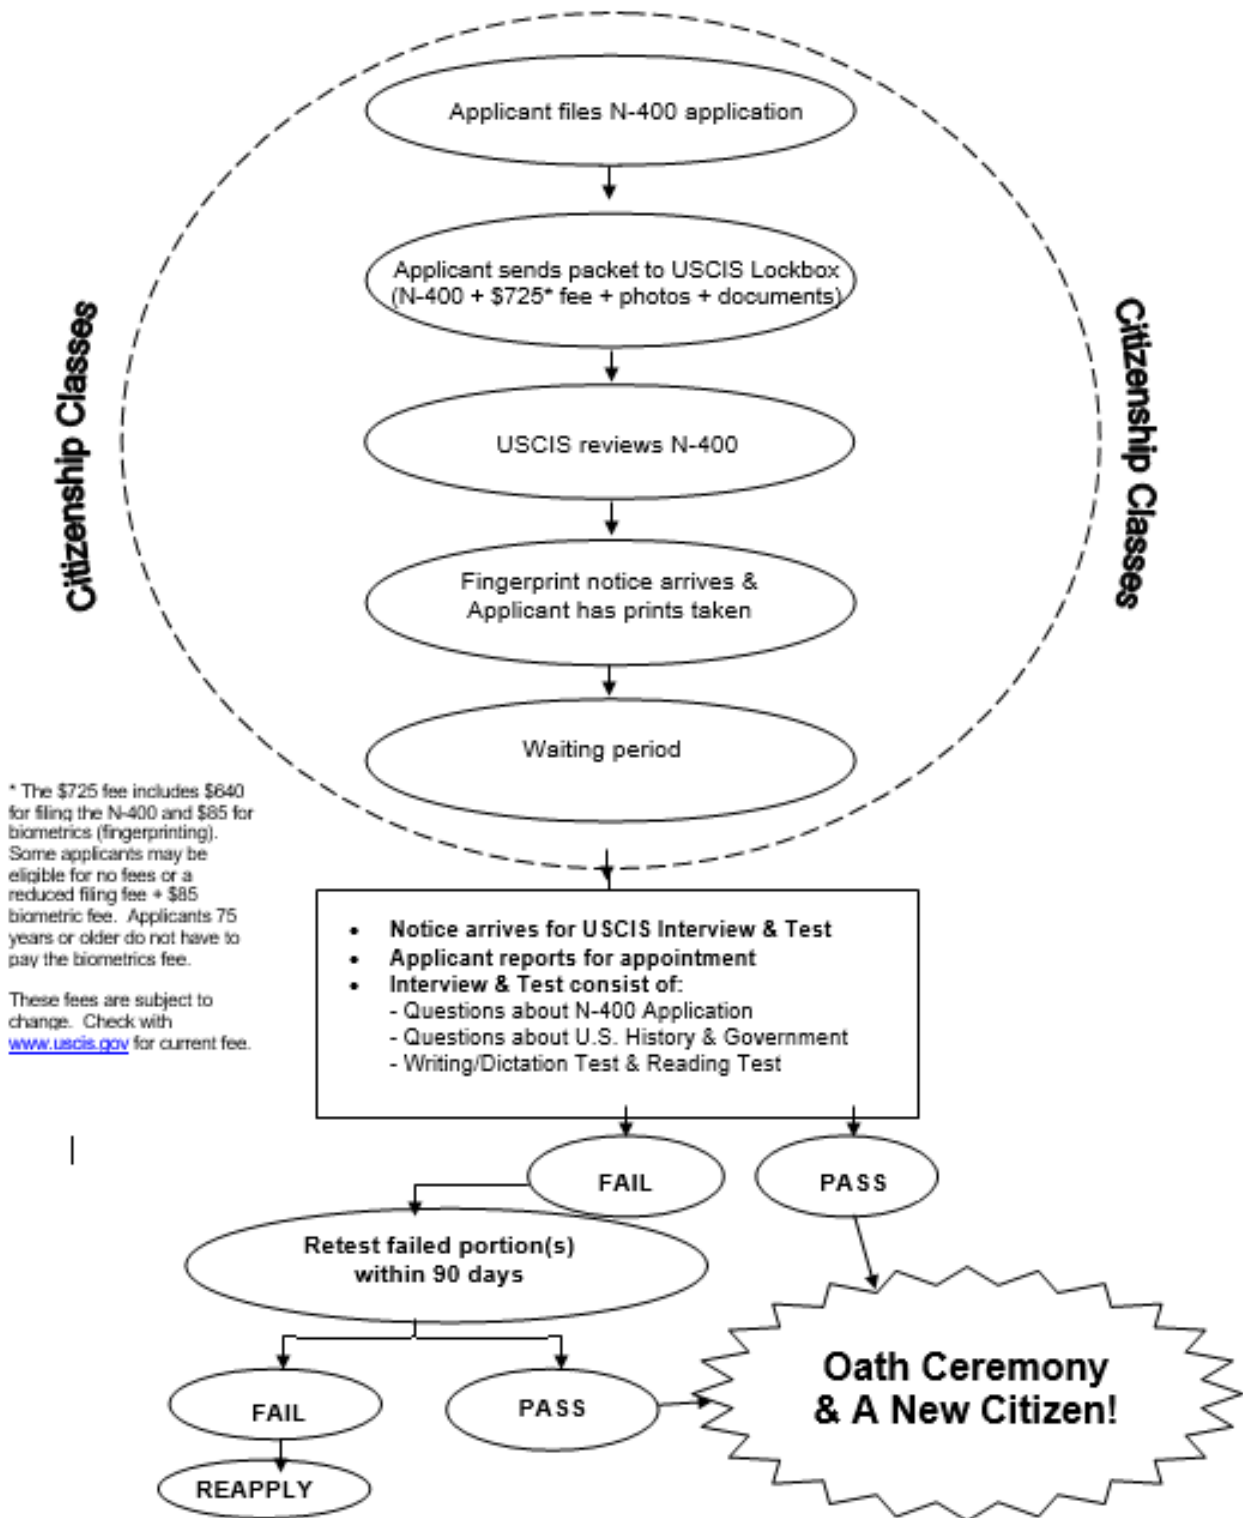 Applicant files N-400 application
Applicant sends packet to USCIS Lockbox
(N-400 + $725* fee + photos + documents)
Citizenship Classes
Citizenship Classes
USCIS reviews N-400
Fingerprint notice arrives &
Applicant has prints taken
Waiting period
* The $725 fee includes $640
for filing the N-400 and $85 for
biometrics (fingerprinting).
Some applicants may be
eligible for no fees or a
reduced filing fee + $85
biometric fee. Applicants 75
years or older do not have to
pay the biometrics fee.
These fees are subject to
change. Check with
www.uscis.gov for current fee.
• Notice arrives for USCIS Interview & Test
• Applicant reports for appointment
• Interview & Test consist of:
- Questions about N-400 Application
- Questions about U.S. History & Government
- Writing/Dictation Test & Reading Test
FAIL
PASS
Retest failed portion(s)
within 90 days
FAIL
PASS
Oath Ceremony
& A New Citizen!
REAPPLY